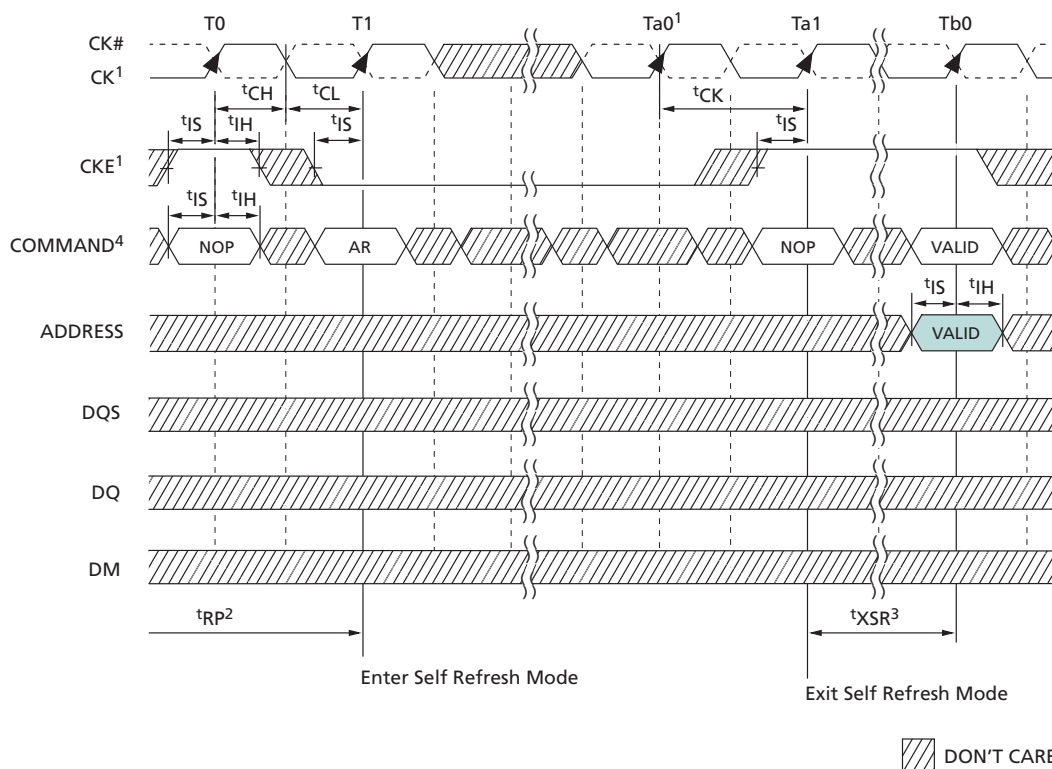 T0 T1 Ta0¹ Ta1 Tb0
CK#
CK¹
tCH tCL tCK
tIS tIH tIS tIS
CKE¹
tIS tIH
COMMAND⁴ NOP AR NOP VALID
tIS tIH
ADDRESS VALID
DQS
DQ
DM
tRP² tXSR³
Enter Self Refresh Mode
Exit Self Refresh Mode
DON'T CARE